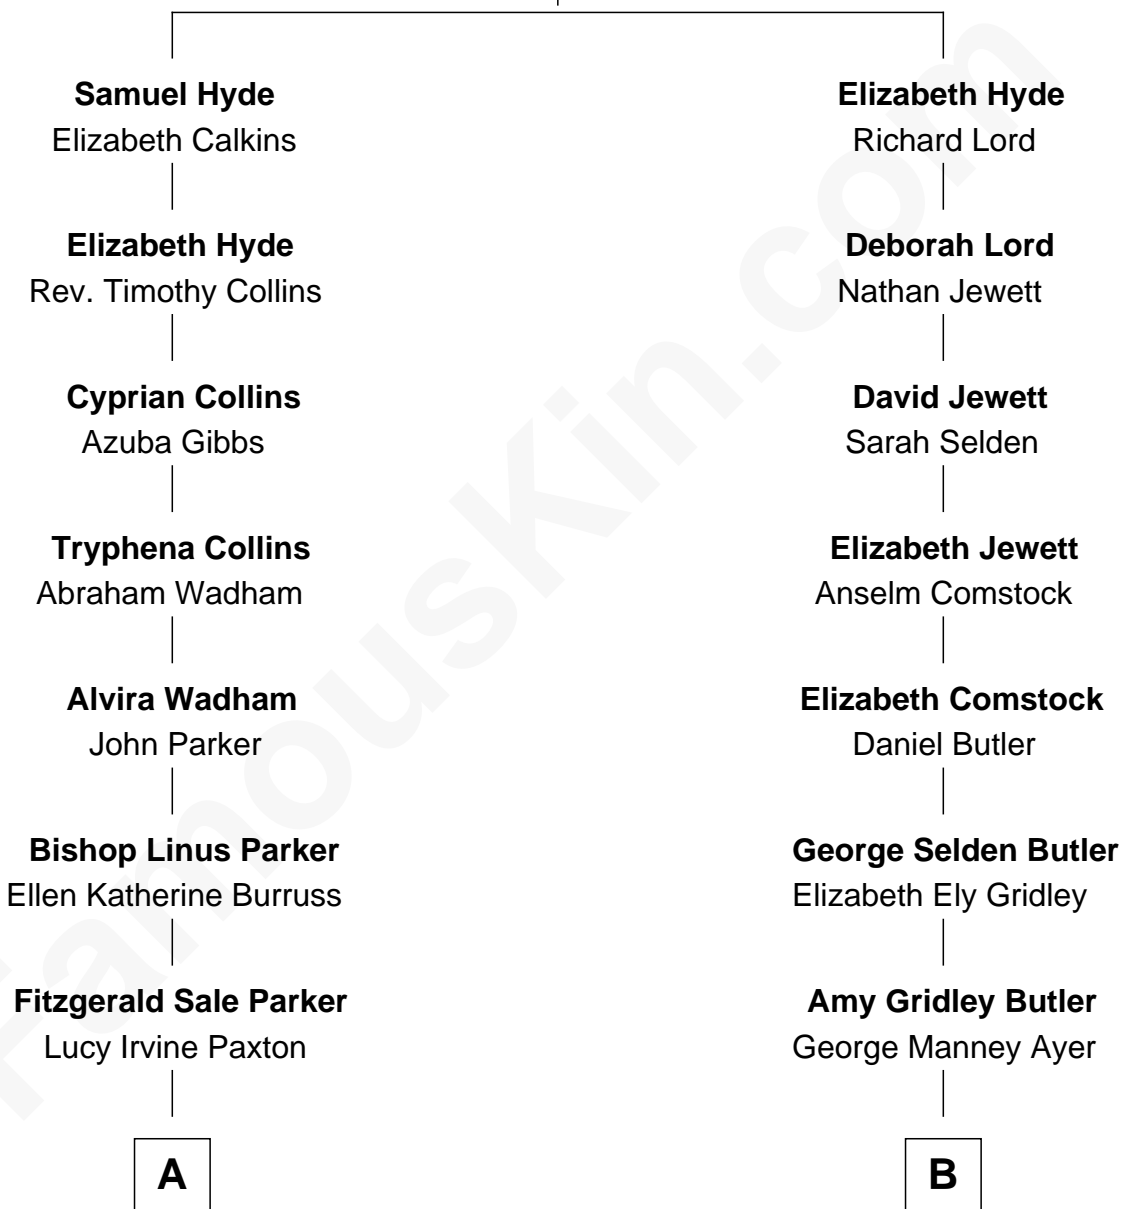 Samuel Hyde
Elizabeth Calkins
Elizabeth Hyde
Rev. Timothy Collins
Cyprian Collins
Azuba Gibbs
Tryphena Collins
Abraham Wadham
Alvira Wadham
John Parker
Bishop Linus Parker
Ellen Katherine Burruss
Fitzgerald Sale Parker
Lucy Irvine Paxton
A
Elizabeth Hyde
Richard Lord
Deborah Lord
Nathan Jewett
David Jewett
Sarah Selden
Elizabeth Jewett
Anselm Comstock
Elizabeth Comstock
Daniel Butler
George Selden Butler
Elizabeth Ely Gridley
Amy Gridley Butler
George Manney Ayer
B
FamousKin.com